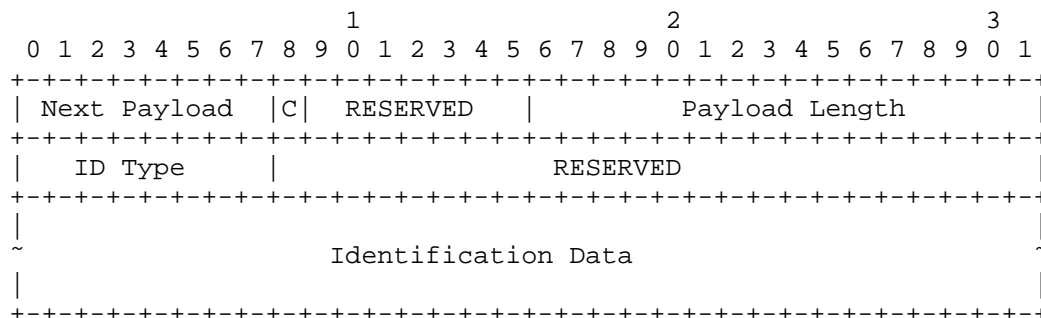 1                   2                   3
 0 1 2 3 4 5 6 7 8 9 0 1 2 3 4 5 6 7 8 9 0 1 2 3 4 5 6 7 8 9 0 1
+-+-+-+-+-+-+-+-+-+-+-+-+-+-+-+-+-+-+-+-+-+-+-+-+-+-+-+-+-+-+-+-+
| Next Payload  |C|  RESERVED   |         Payload Length        |
+-+-+-+-+-+-+-+-+-+-+-+-+-+-+-+-+-+-+-+-+-+-+-+-+-+-+-+-+-+-+-+-+
|   ID Type     |                 RESERVED                      |
+-+-+-+-+-+-+-+-+-+-+-+-+-+-+-+-+-+-+-+-+-+-+-+-+-+-+-+-+-+-+-+-+
|                                                               |
~                   Identification Data                         ~
|                                                               |
+-+-+-+-+-+-+-+-+-+-+-+-+-+-+-+-+-+-+-+-+-+-+-+-+-+-+-+-+-+-+-+-+